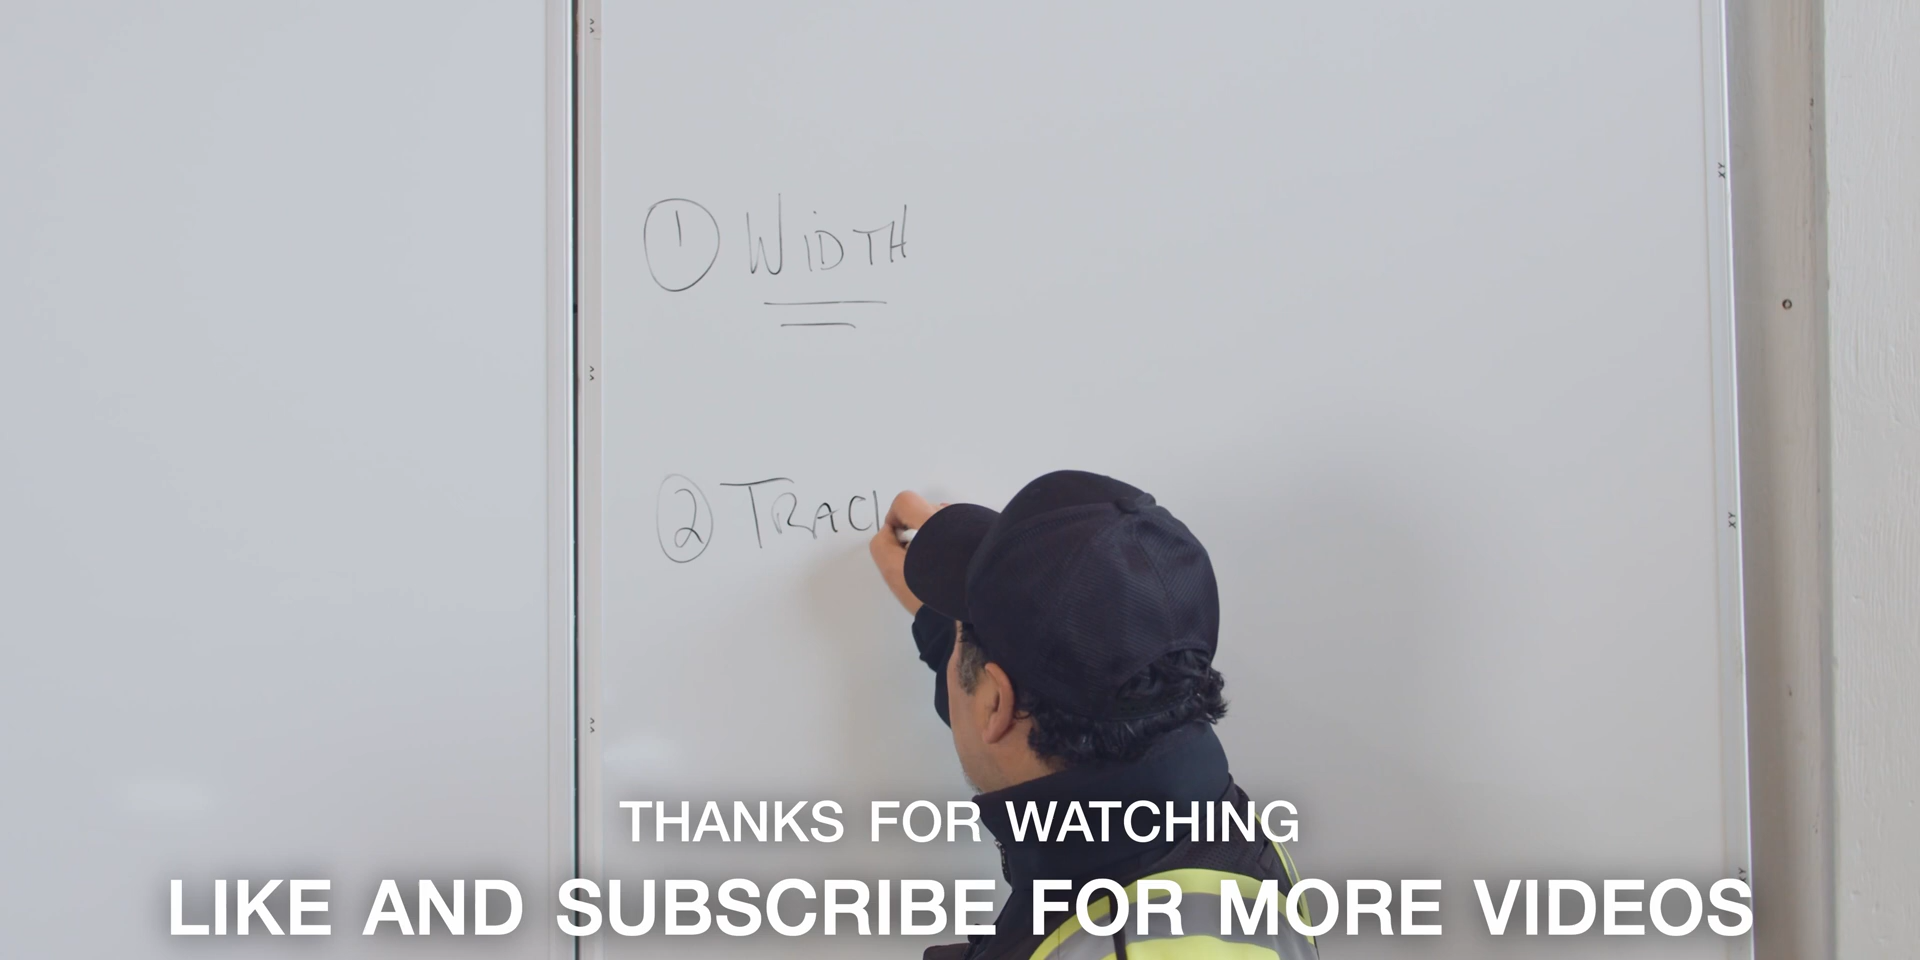 ① WiDTH
② TRAC
THANKS FOR WATCHING
LIKE AND SUBSCRIBE FOR MORE VIDEOS